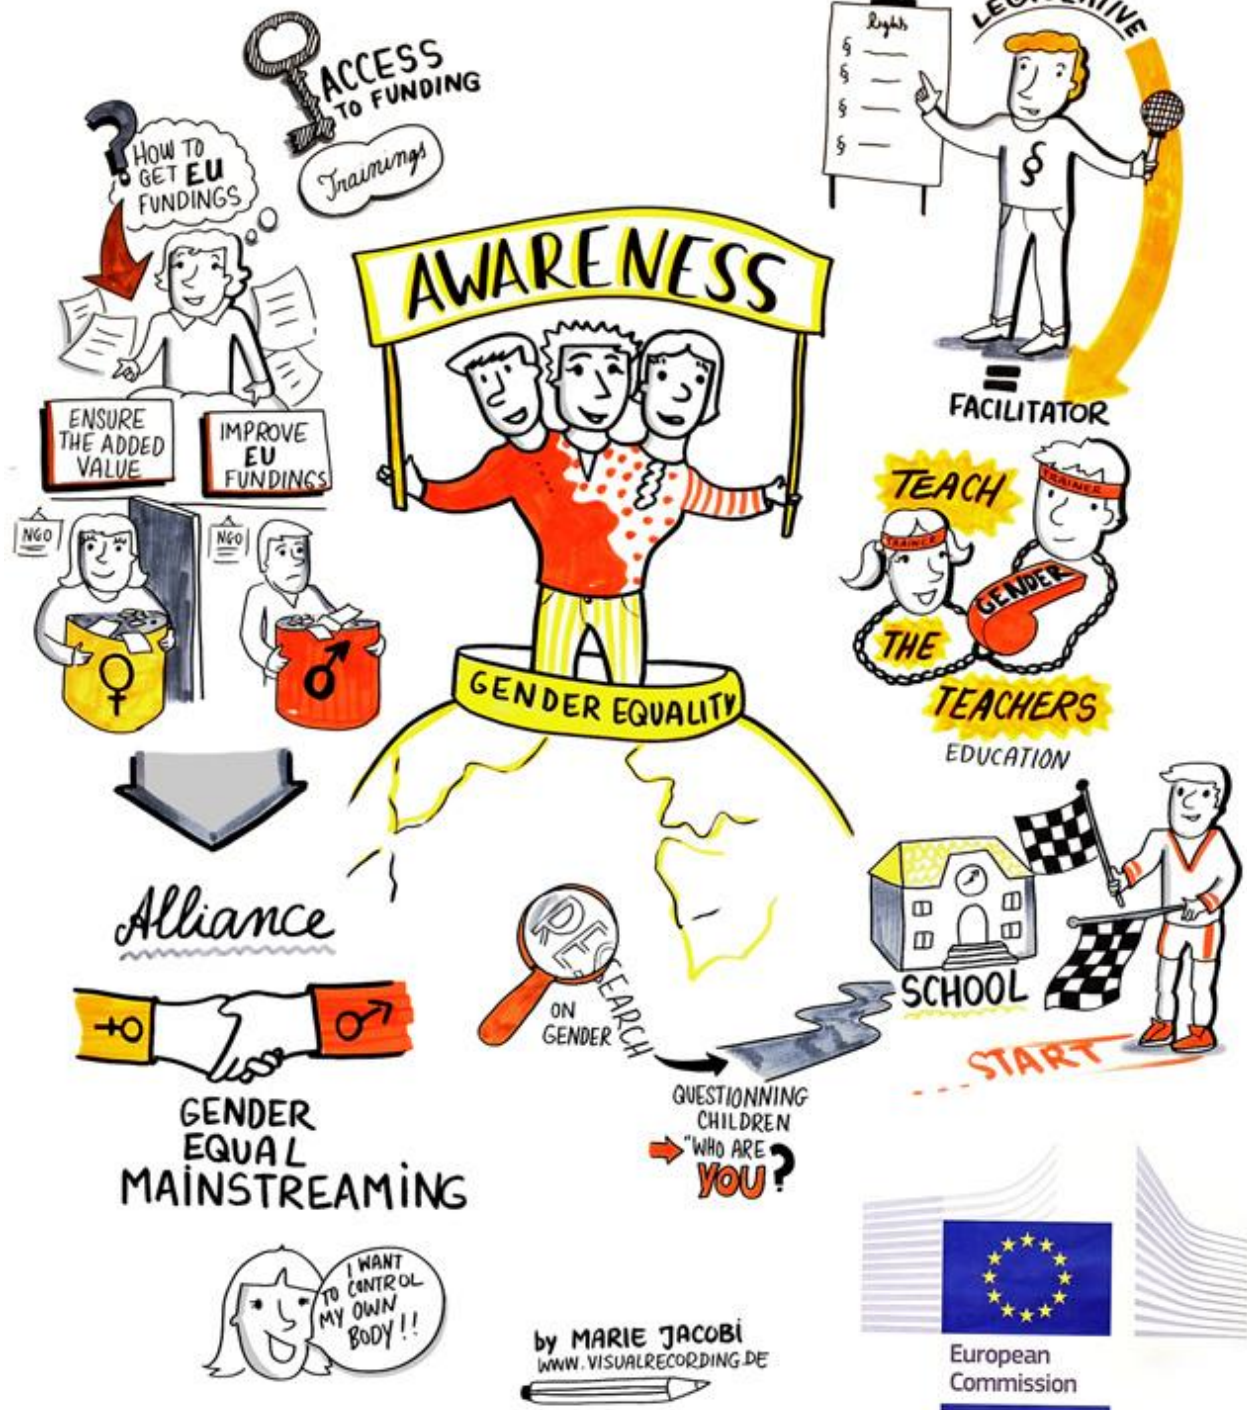 ACCESS
TO FUNDING
Trainings
HOW TO
GET EU
FUNDINGS
ENSURE
THE ADDED
VALUE
IMPROVE
EU
FUNDINGS
NGO
NGO
Alliance
GENDER
EQUAL
MAINSTREAMING
I WANT
TO CONTROL
MY OWN
BODY!!
AWARENESS
GENDER EQUALITY
RESEARCH
ON
GENDER
QUESTIONNING
CHILDREN
"WHO ARE
YOU?
by MARIE JACOBI
WWW.VISUALRECORDING.DE
Rights
§
§
§
§
§
=
FACILITATOR
TEACH
TRAINER
TRAINER
GENDER
THE
TEACHERS
EDUCATION
SCHOOL
... START
European
Commission